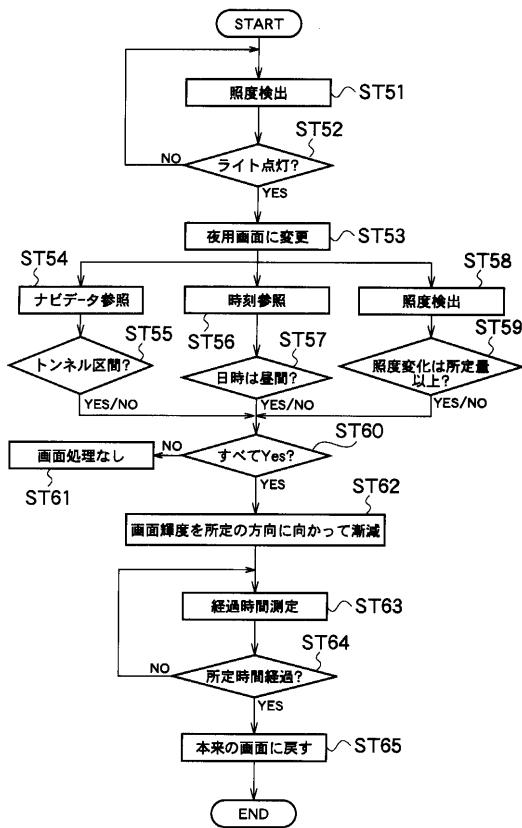 START
照度検出
ST51
ST52
ライト点灯?
NO
YES
夜用画面に変更
ST53
ST54
ナビデータ参照
時刻参照
ST56
ST58
照度検出
ST55
トンネル区間?
ST57
日時は昼間?
ST59
照度変化は所定量
以上?
YES/NO
YES/NO
YES/NO
ST60
すべてYes?
NO
画面処理なし
ST61
YES
ST62
画面輝度を所定の方向に向かって漸減
経過時間測定
ST63
ST64
所定時間経過?
NO
YES
本来の画面に戻す
ST65
END